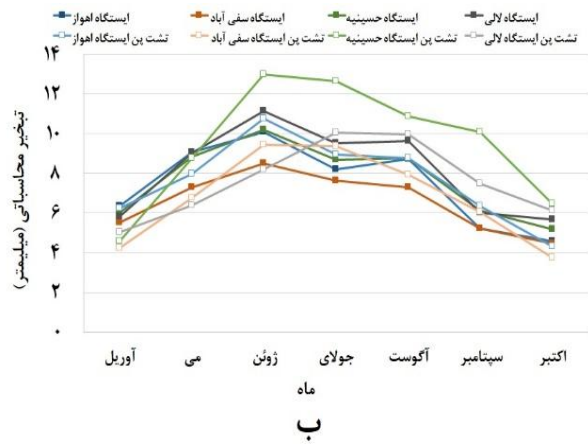 ایستگاه اهواز ایستگاه سفی آباد ایستگاه حسینیه ایستگاه لالی
تشت پن ایستگاه اهواز تشت پن ایستگاه سفی آباد تشت پن ایستگاه حسینیه تشت پن ایستگاه لالی
۱۴
۱۲
۱۰
۸
۶
۴
۲
۰
تبخیر محاسباتی (میلیمتر)
آوریل می ژوئن جولای آگوست سپتامبر اکتبر
ماه
ب